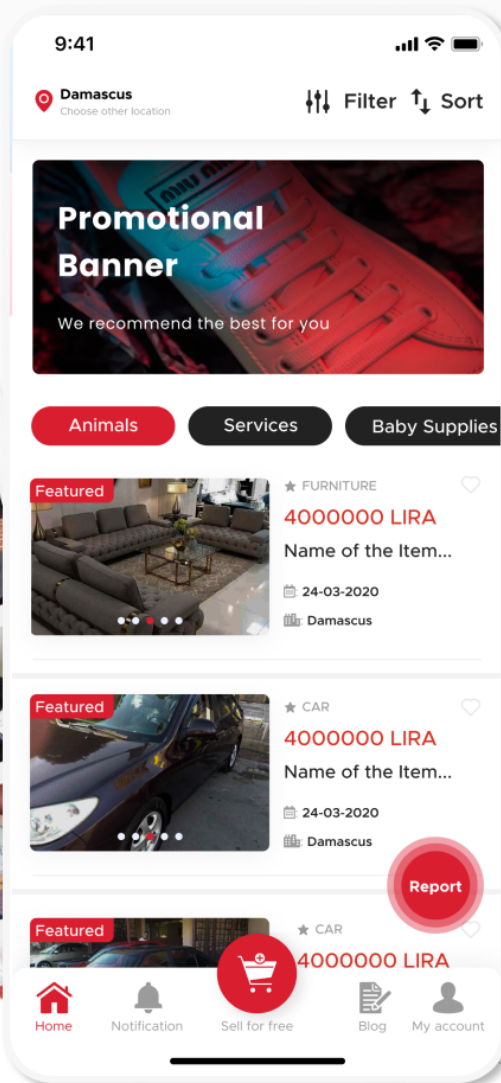 9:41
Damascus
Choose other location
Filter
Sort
Promotional
Banner
We recommend the best for you
Animals
Services
Baby Supplies
Featured
FURNITURE
4000000 LIRA
Name of the Item...
24-03-2020
: Damascus
Featured
CAR
4000000 LIRA
Name of the Item...
24-03-2020
: Damascus
Report
Featured
CAR
4000000 LIRA
Home
Notification
Sell for free
Blog
My account